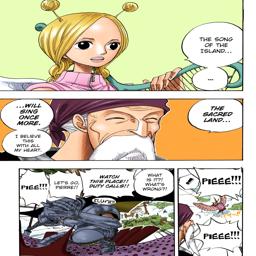 THE SONG
OF THE
ISLAND...
...
...WILL
SING
ONCE
MORE.
I BELIEVE
THIS
WITH ALL
MY HEART.
THE
SACRED
LAND...
LET'S GO,
PIERRE!!
WATCH
THIS PLACE!!
DUTY CALLS!!
WHAT
IS IT?!
WHAT'S
WRONG?!
PIEEE!!!
PIEEE!!!
PIEEE!!!